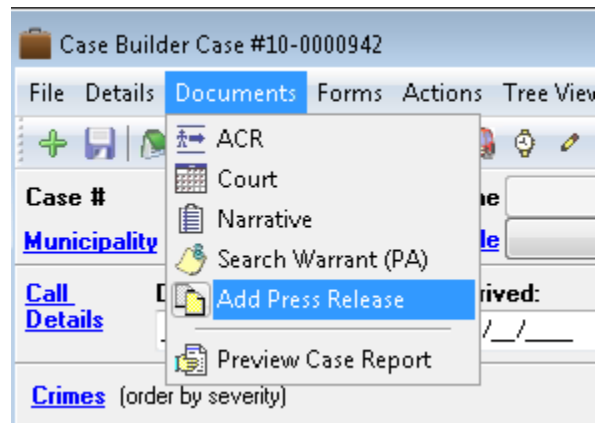 Case Builder Case #10-0000942
File Details Documents Forms Actions Tree View
ACR
Court
Case #
Narrative
Municipality
Search Warrant (PA)
Call Details
Add Press Release
Preview Case Report
Crimes (order by severity)